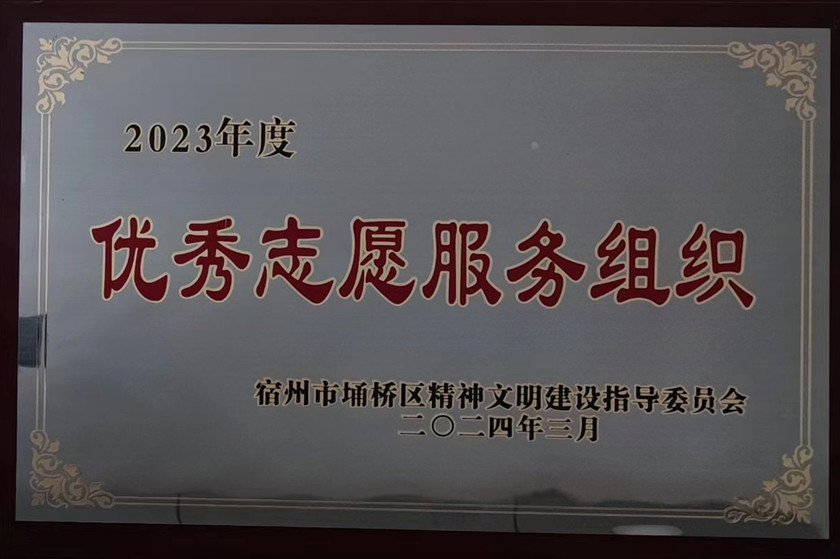 2023年度
优秀志愿服务组织
宿州市埇桥区精神文明建设指导委员会
二〇二四年三月